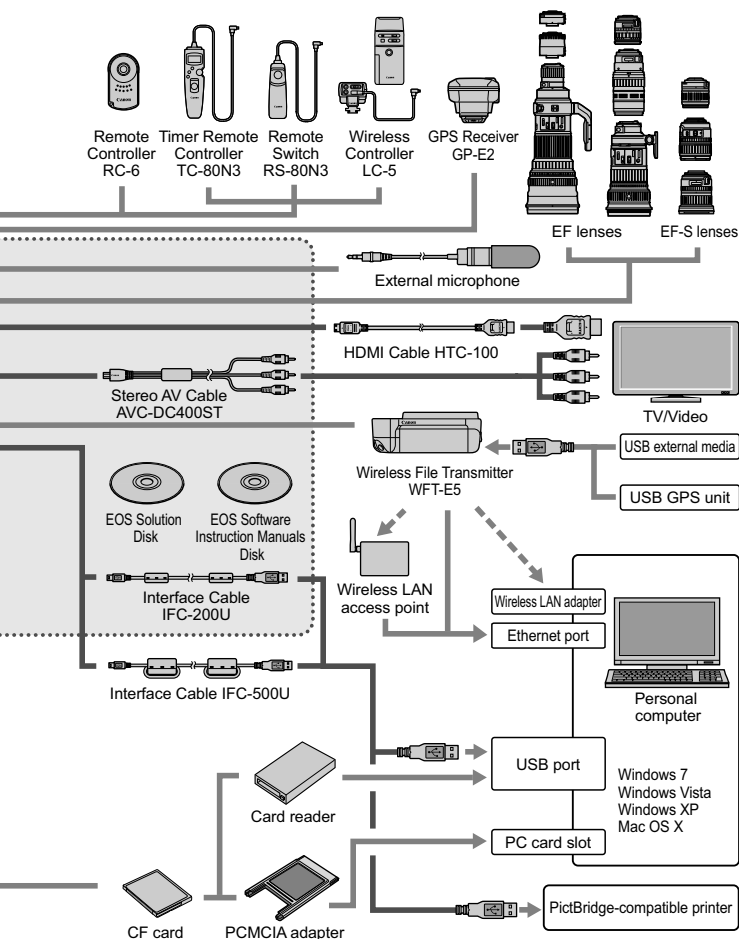 Remote
Controller
RC-6
Timer Remote
Controller
TC-80N3
Remote
Switch
RS-80N3
Wireless
Controller
LC-5
GPS Receiver
GP-E2
EF lenses
EF-S lenses
External microphone
HDMI Cable HTC-100
Stereo AV Cable
AVC-DC400ST
TV/Video
Wireless File Transmitter
WFT-E5
USB external media
USB GPS unit
EOS Solution
Disk
EOS Software
Instruction Manuals
Disk
Wireless LAN
access point
Interface Cable
IFC-200U
Wireless LAN adapter
Ethernet port
Personal
computer
Interface Cable IFC-500U
USB port
Windows 7
Windows Vista
Windows XP
Mac OS X
Card reader
PC card slot
CF card
PCMCIA adapter
PictBridge-compatible printer